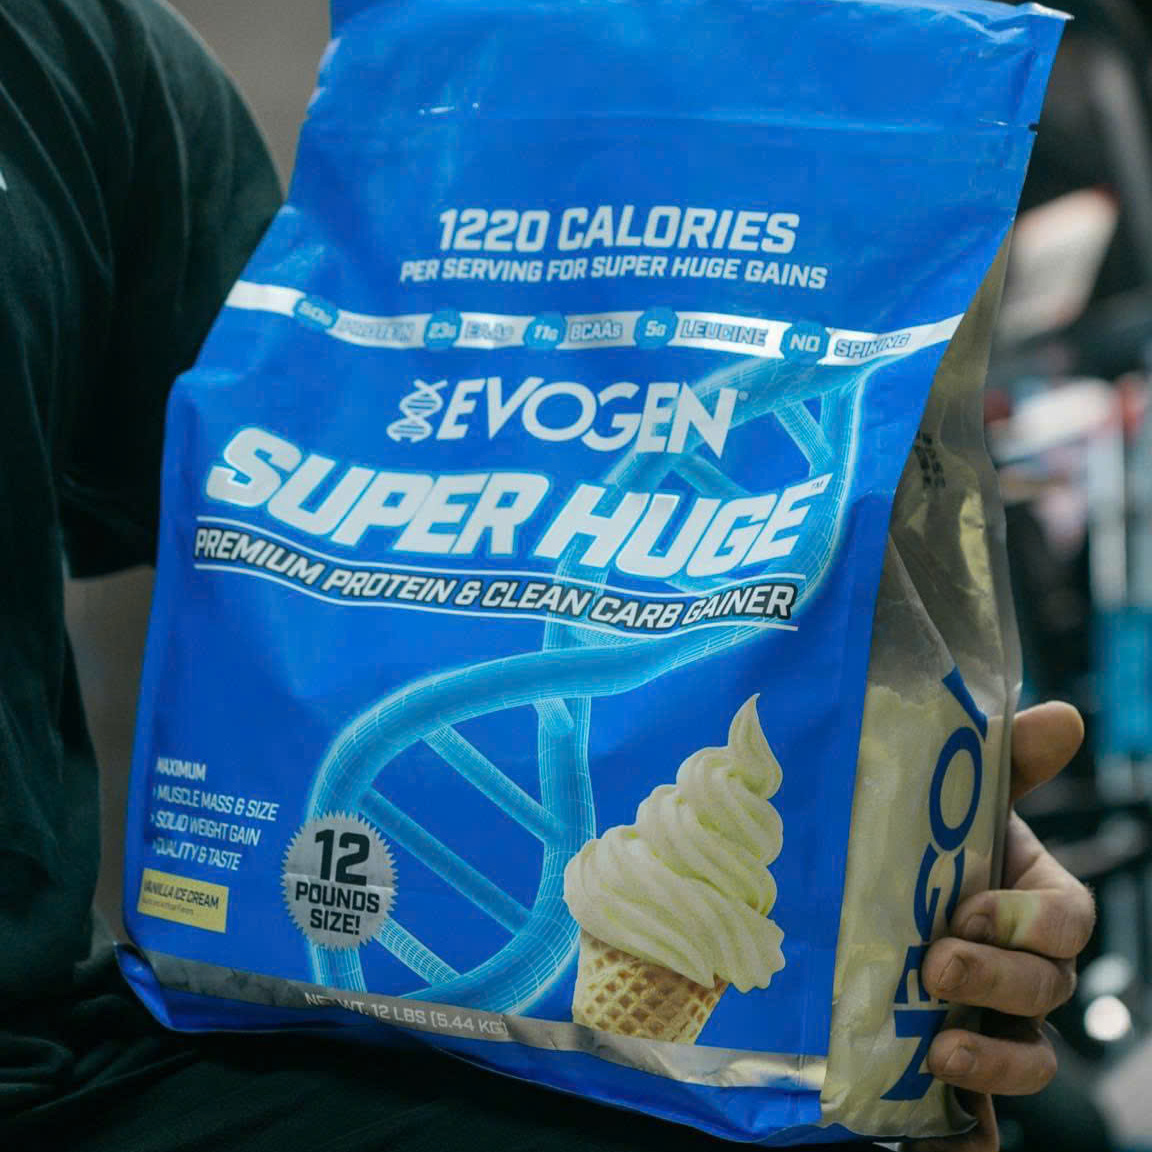 1220 CALORIES
PER SERVING FOR SUPER HUGE GAINS
PROTEIN 23g EAAs 11g BCAAs 5g LEUCINE NO SPIKING
EVOGEN
SUPER HUGE™
PREMIUM PROTEIN & CLEAN CARB GAINER
MAXIMUM
› MUSCLE MASS & SIZE
› SOLID WEIGHT GAIN
› QUALITY & TASTE
VANILLA ICE CREAM
12
POUNDS
SIZE!
NET WT. 12 LBS (5.44 KG)